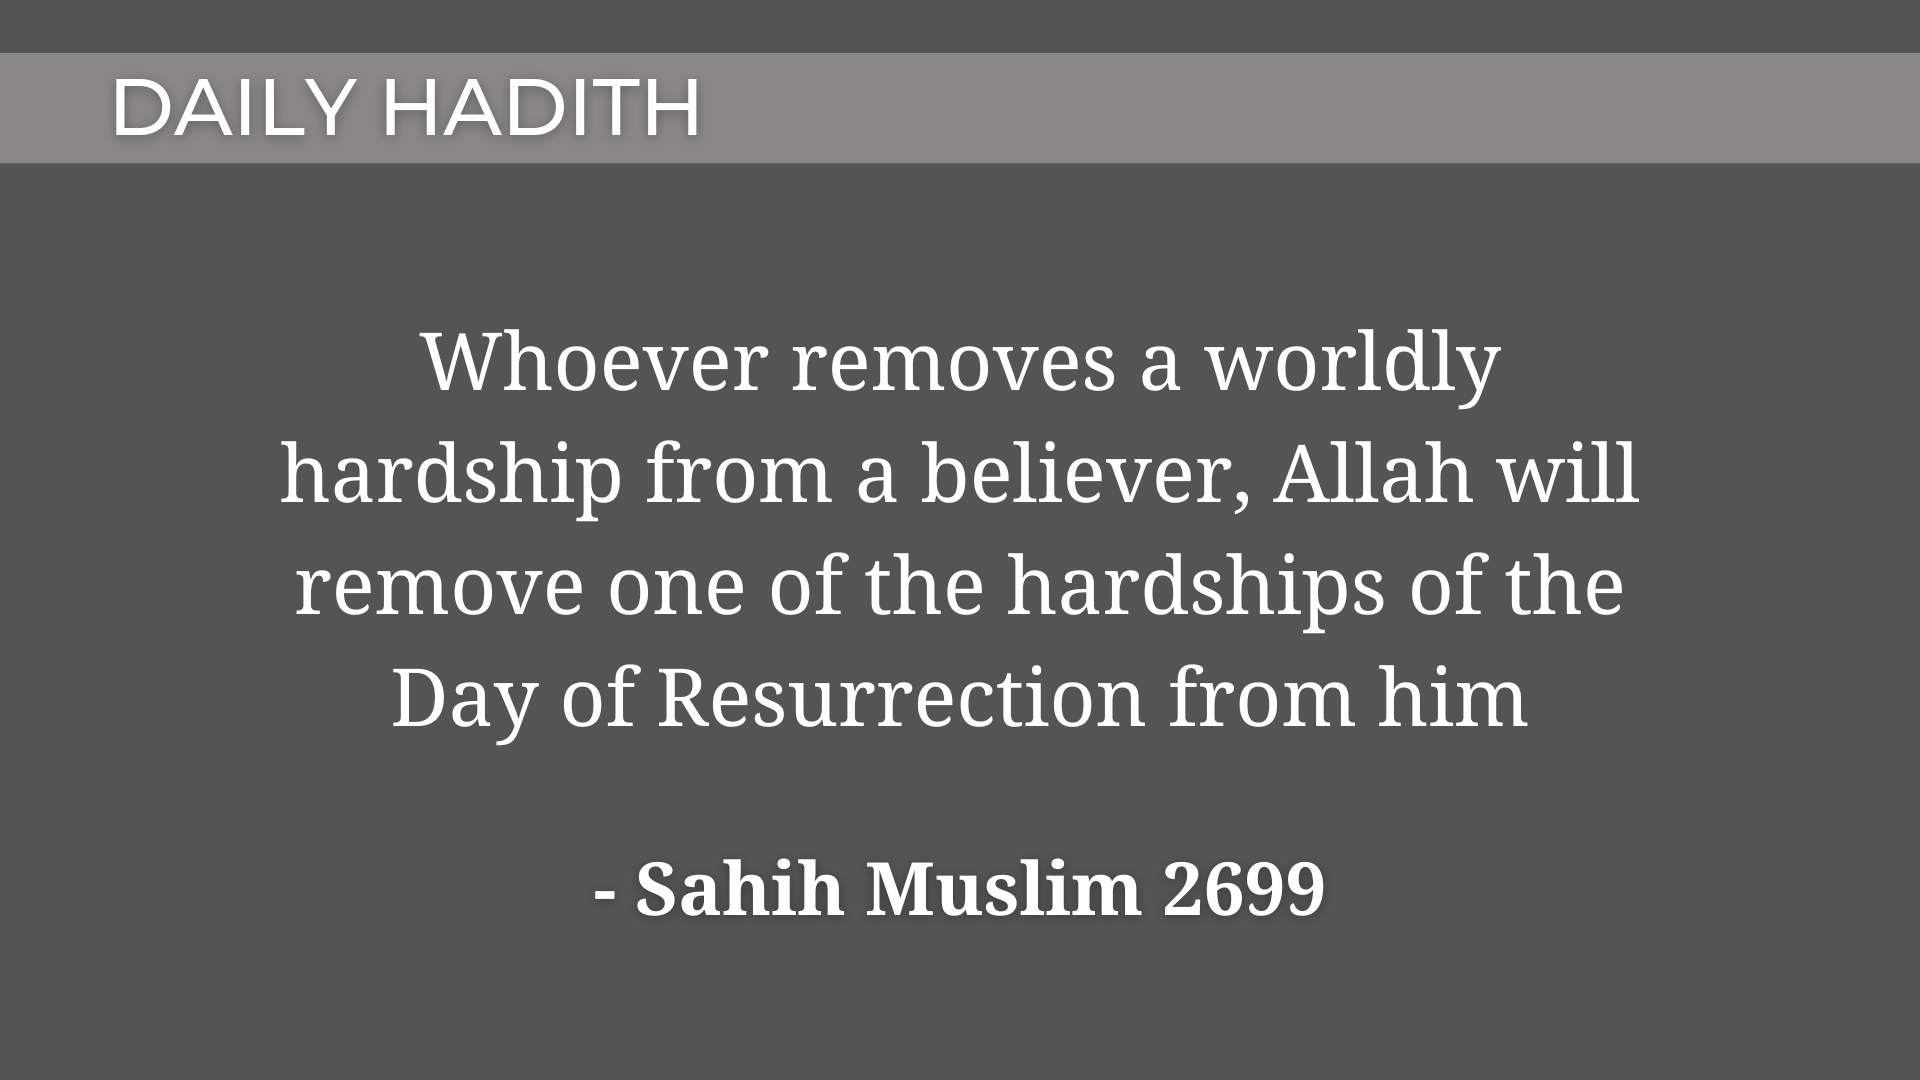 DAILY HADITH
Whoever removes a worldly
hardship from a believer, Allah will
remove one of the hardships of the
Day of Resurrection from him
- Sahih Muslim 2699